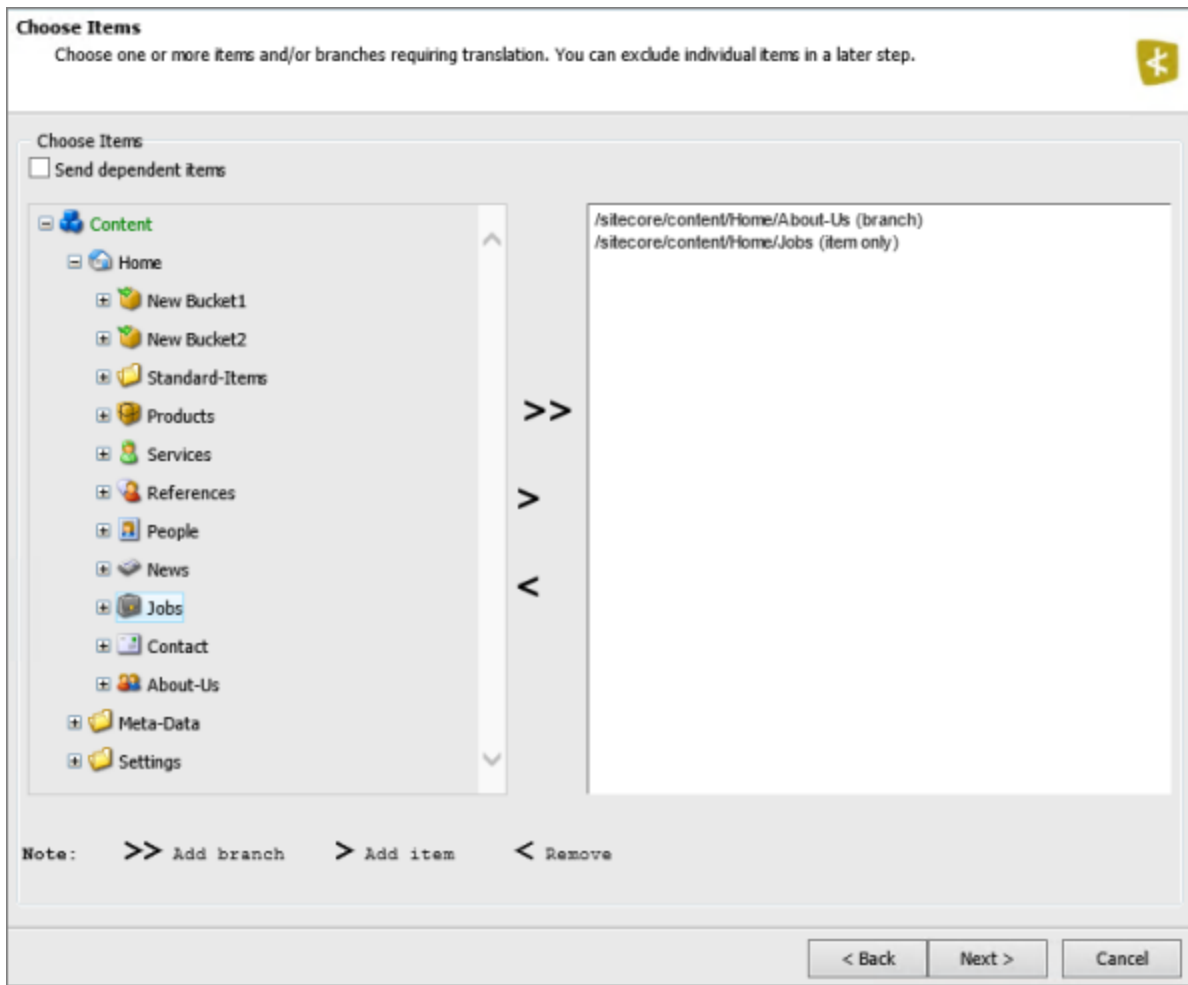 Choose Items
Choose one or more items and/or branches requiring translation. You can exclude individual items in a later step.
Choose Items
Send dependent items
Content
Home
New Bucket1
New Bucket2
Standard-Items
Products
Services
References
People
News
Jobs
Contact
About-Us
Meta-Data
Settings
>>
>
<
/sitecore/content/Home/About-Us (branch)
/sitecore/content/Home/Jobs (item only)
Note: >> Add branch > Add item < Remove
< Back Next > Cancel